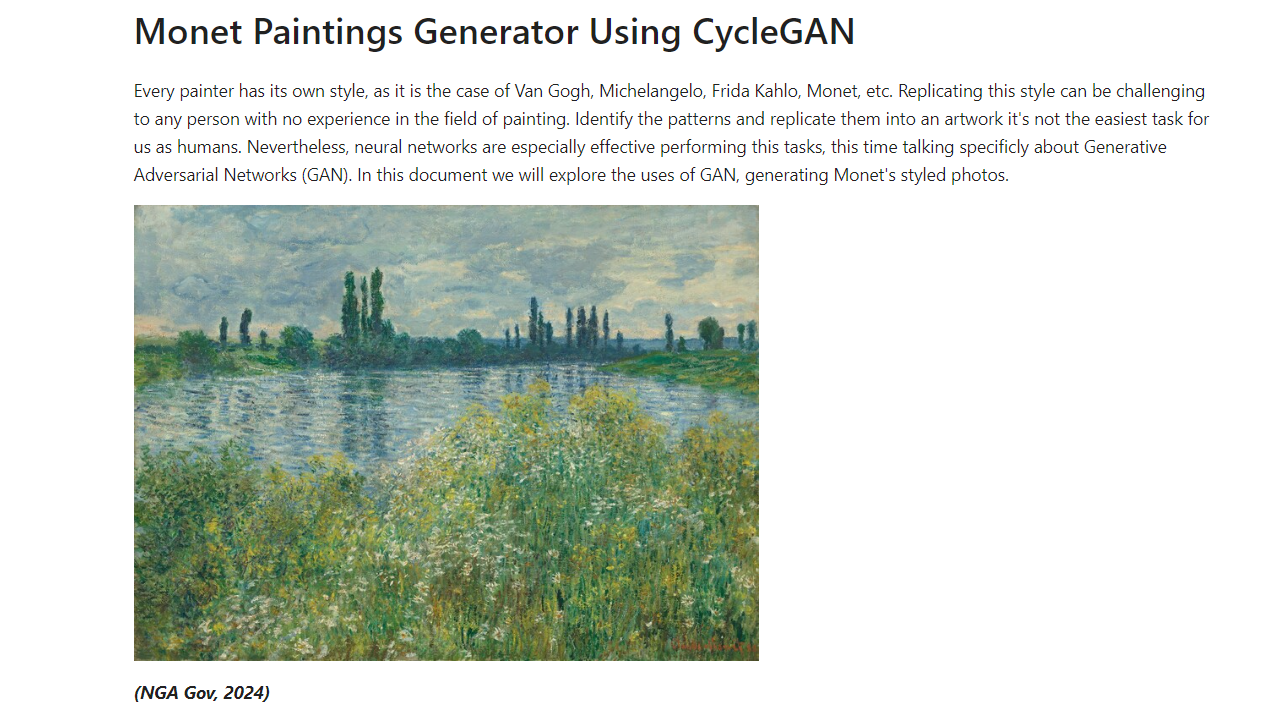 Monet Paintings Generator Using CycleGAN
Every painter has its own style, as it is the case of Van Gogh, Michelangelo, Frida Kahlo, Monet, etc. Replicating this style can be challenging
to any person with no experience in the field of painting. Identify the patterns and replicate them into an artwork it's not the easiest task for
us as humans. Nevertheless, neural networks are especially effective performing this tasks, this time talking specificly about Generative
Adversarial Networks (GAN). In this document we will explore the uses of GAN, generating Monet's styled photos.
(NGA Gov, 2024)